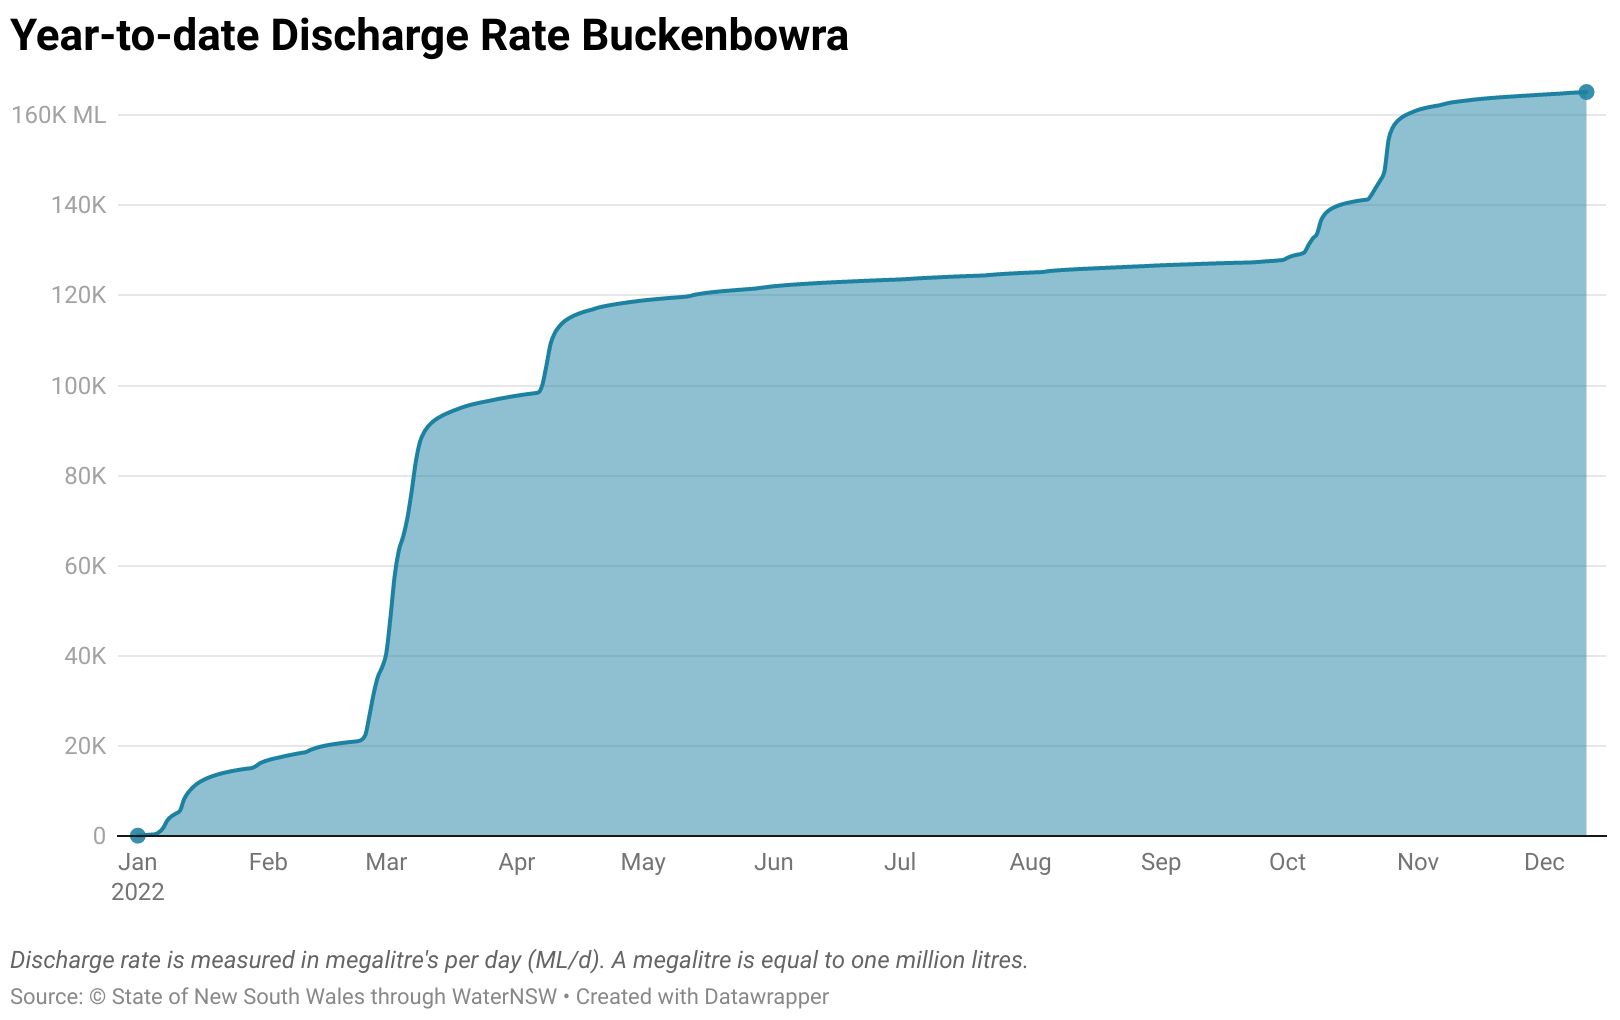 Year-to-date Discharge Rate Buckenbowra
160K ML
140K
120K
100K
80K
60K
40K
20K
0
Jan Feb Mar Apr May Jun Jul Aug Sep Oct Nov Dec
2022
Discharge rate is measured in megalitre's per day (ML/d). A megalitre is equal to one million litres.
Source: © State of New South Wales through WaterNSW • Created with Datawrapper